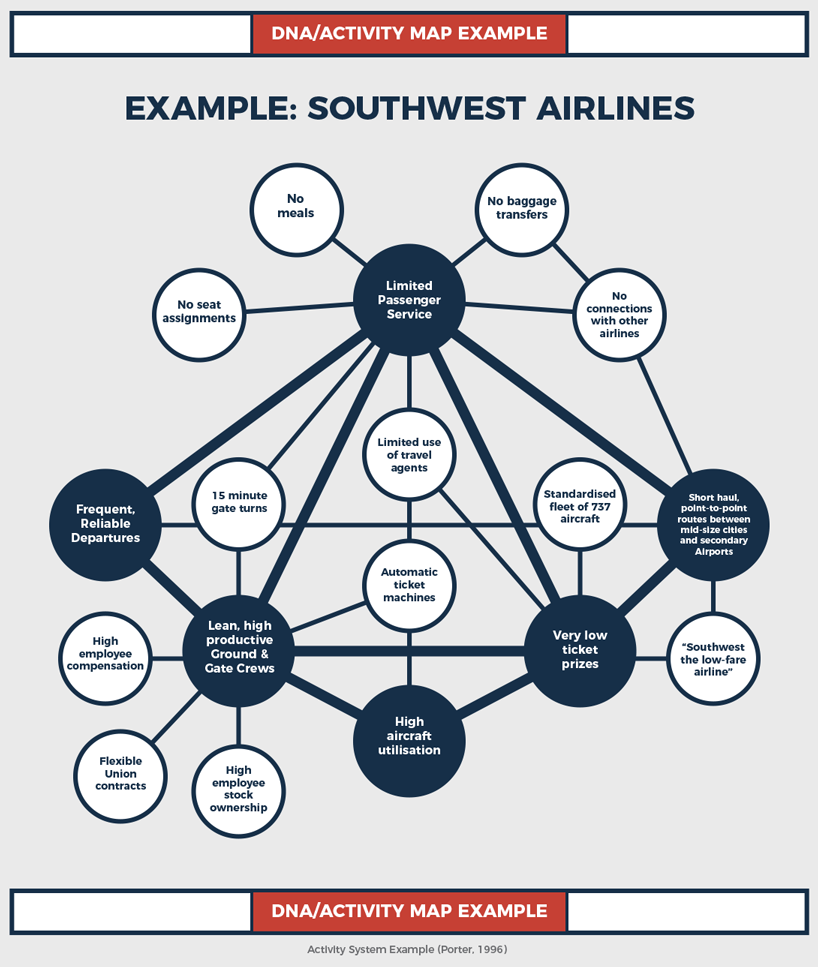 DNA/ACTIVITY MAP EXAMPLE
EXAMPLE: SOUTHWEST AIRLINES
No
meals
No baggage
transfers
Limited
Passenger
Service
No seat
assignments
No
connections
with other
airlines
Limited use
of travel
agents
15 minute
gate turns
Standardised
fleet of 737
aircraft
Frequent,
Reliable
Departures
Short haul,
point-to-point
routes between
mid-size cities
and secondary
Airports
Automatic
ticket
machines
High
employee
compensation
Lean, high
productive
Ground &
Gate Crews
Very low
ticket
prizes
“Southwest
the low-fare
airline”
High
aircraft
utilisation
Flexible
Union
contracts
High
employee
stock
ownership
DNA/ACTIVITY MAP EXAMPLE
Activity System Example (Porter, 1996)